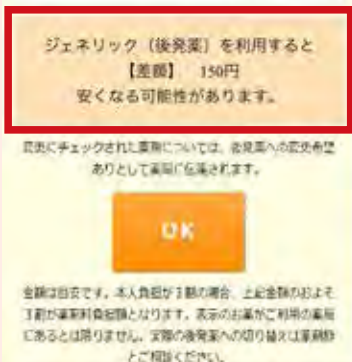 ジェネリック（後発薬）を利用すると
【差額】 150円
安くなる可能性があります。
変更にチェックされた薬剤については、後発薬への変更希望
ありとして薬局に伝達されます。
OK
金額は目安です。本人負担が3割の場合、上記金額のおよそ
3割が薬剤料負担額となります。表示のお薬がご利用の薬局
にあるとは限りません。実際の後発薬への切り替えは薬剤師
とご相談ください。